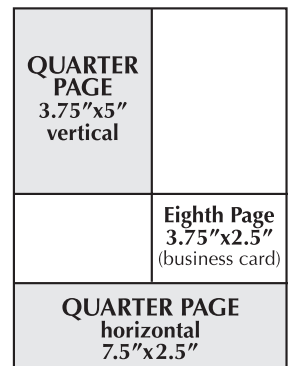 QUARTER
PAGE
3.75”x5”
vertical
Eighth Page
3.75”x2.5”
(business card)
QUARTER PAGE
horizontal
7.5”x2.5”